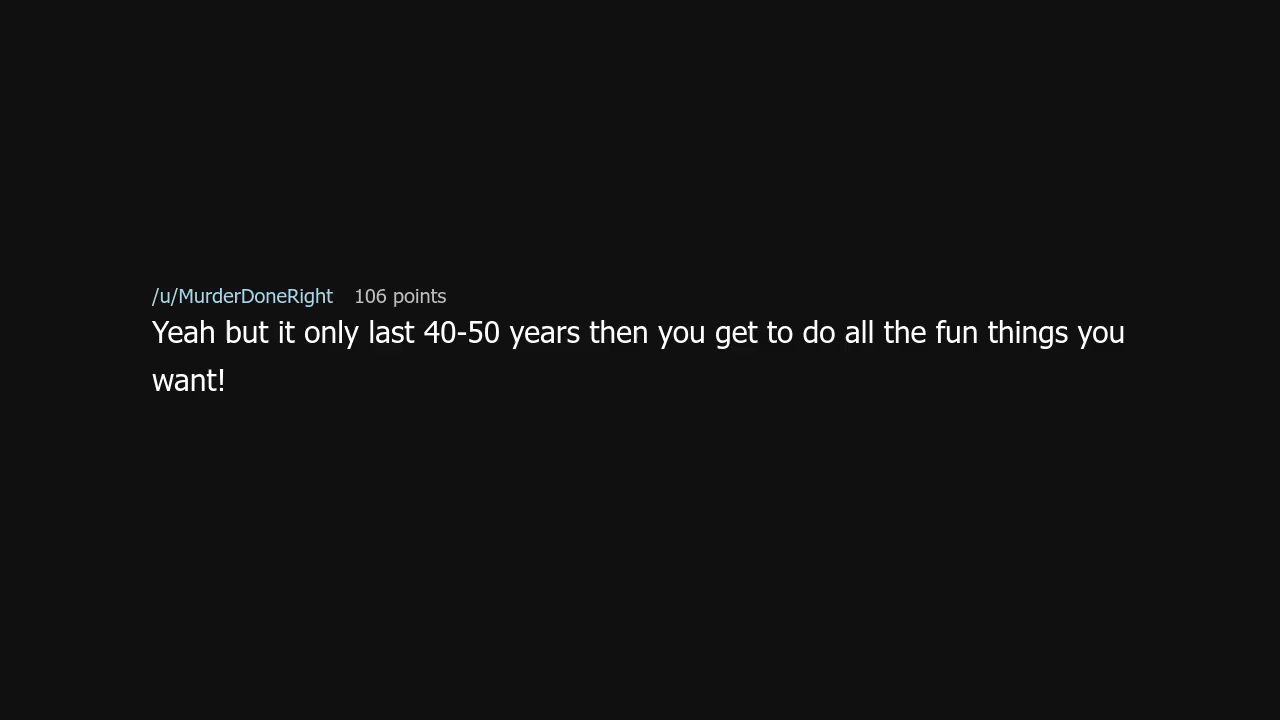 /u/MurderDoneRight 106 points
Yeah but it only last 40-50 years then you get to do all the fun things you
want!